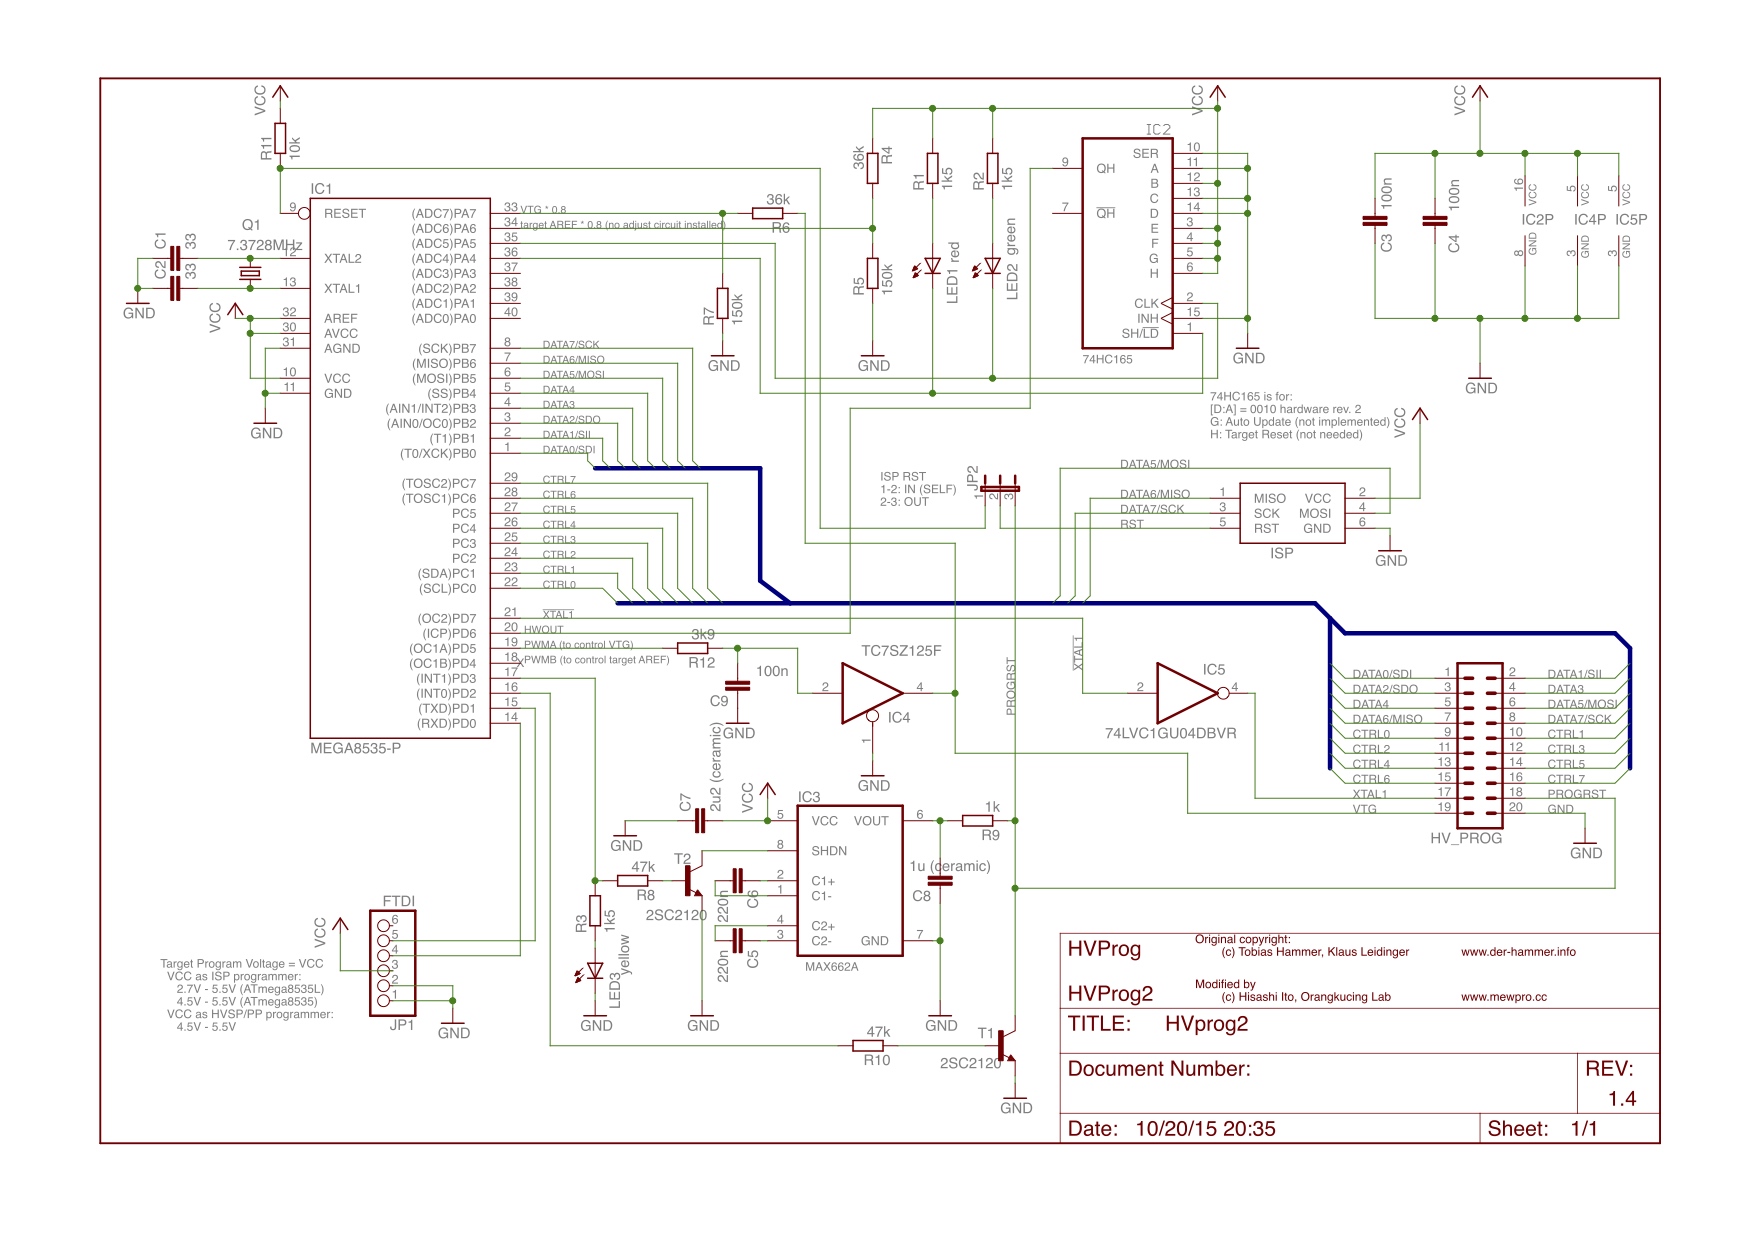 VCC
R11
10k
IC1
9
RESET
Q1
7.3728MHz
C1
33
C2
33
GND
12
XTAL2
13
XTAL1
VCC
32
AREF
30
AVCC
31
AGND
10
VCC
11
GND
GND
(ADC7)PA7 33 VTG * 0.8
(ADC6)PA6 34 target AREF * 0.8 (no adjust circuit installed)
(ADC5)PA5 35
(ADC4)PA4 36
(ADC3)PA3 37
(ADC2)PA2 38
(ADC1)PA1 39
(ADC0)PA0 40
(SCK)PB7 8 DATA7/SCK
(MISO)PB6 7 DATA6/MISO
(MOSI)PB5 6 DATA5/MOSI
(SS)PB4 5 DATA4
(AIN1/INT2)PB3 4 DATA3
(AIN0/OC0)PB2 3 DATA2/SDO
(T1)PB1 2 DATA1/SII
(T0/XCK)PB0 1 DATA0/SDI
(TOSC2)PC7 29 CTRL7
(TOSC1)PC6 28 CTRL6
PC5 27 CTRL5
PC4 26 CTRL4
PC3 25 CTRL3
PC2 24 CTRL2
(SDA)PC1 23 CTRL1
(SCL)PC0 22 CTRL0
(OC2)PD7 21 XTAL1
(ICP)PD6 20 HWOUT
(OC1A)PD5 19 PWMA (to control VTG)
(OC1B)PD4 18 PWMB (to control target AREF)
(INT1)PD3 17
(INT0)PD2 16
(TXD)PD1 15
(RXD)PD0 14
MEGA8535-P
36k
R6
R7
150k
GND
36k
R4
R5
150k
GND
R1
1k5
LED1 red
R2
1k5
LED2 green
VCC
IC2
9 QH
7 QH
SER 10
A 11
B 12
C 13
D 14
E 3
F 4
G 5
H 6
CLK 2
INH 15
SH/LD 1
74HC165
GND
74HC165 is for:
[D:A] = 0010 hardware rev. 2
G: Auto Update (not implemented)
H: Target Reset (not needed)
VCC
C3
100n
C4
100n
16
VCC
IC2P
8
GND
5
VCC
IC4P
3
GND
5
VCC
IC5P
3
GND
GND
VCC
ISP RST
1-2: IN (SELF)
2-3: OUT
JP2
1
2
3
DATA5/MOSI
DATA6/MISO 1 MISO VCC 2
DATA7/SCK 3 SCK MOSI 4
RST 5 RST GND 6
ISP
GND
3k9
R12
100n
C9
GND
TC7SZ125F
2
4
IC4
1
GND
PROGRST
XTAL1
2
IC5
4
74LVC1GU04DBVR
DATA0/SDI 1 2 DATA1/SII
DATA2/SDO 3 4 DATA3
DATA4 5 6 DATA5/MOSI
DATA6/MISO 7 8 DATA7/SCK
CTRL0 9 10 CTRL1
CTRL2 11 12 CTRL3
CTRL4 13 14 CTRL5
CTRL6 15 16 CTRL7
XTAL1 17 18 PROGRST
VTG 19 20 GND
HV_PROG
GND
C7
2u2 (ceramic)
GND
VCC
IC3
5 VCC VOUT 6
8 SHDN
2 C1+
1 C1-
4 C2+
3 C2- GND 7
MAX662A
1k
R9
1u (ceramic)
C8
GND
47k
R8
T2
2SC2120
GND
220n
C6
220n
C5
R3
1k5
LED3
yellow
GND
47k
R10
T1
2SC2120
GND
FTDI
VCC
6
5
4
3
2
1
JP1
GND
Target Program Voltage = VCC
VCC as ISP programmer:
2.7V - 5.5V (ATmega8535L)
4.5V - 5.5V (ATmega8535)
VCC as HVSP/PP programmer:
4.5V - 5.5V
HVProg
Original copyright:
(c) Tobias Hammer, Klaus Leidinger www.der-hammer.info
HVProg2
Modified by
(c) Hisashi Ito, Orangkucing Lab www.mewpro.cc
TITLE: HVprog2
Document Number:
REV:
1.4
Date: 10/20/15 20:35
Sheet: 1/1